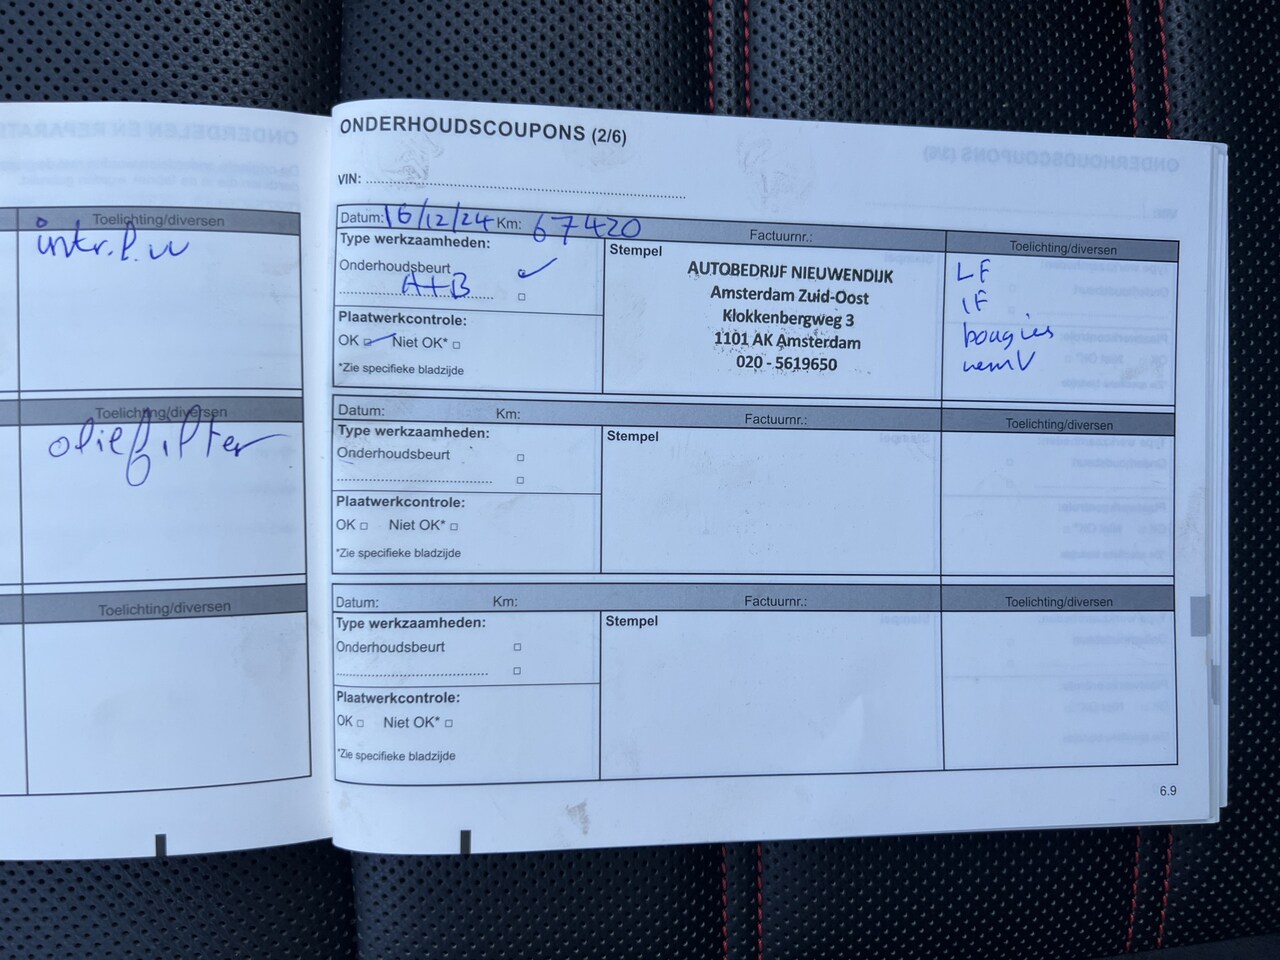 Toelichting/diversen
intr. l. w
Toelichting/diversen
oliefilter
Toelichting/diversen
ONDERHOUDSCOUPONS (2/6)
VIN:
Datum: 16/12/24 Km: 67420 Factuurnr.:
Toelichting/diversen
Type werkzaamheden:
Onderhoudsbeurt ✓
A+B □
Plaatwerkcontrole:
OK □ ✓ Niet OK* □
*Zie specifieke bladzijde
Stempel
AUTOBEDRIJF NIEUWENDIJK
Amsterdam Zuid-Oost
Klokkenbergweg 3
1101 AK Amsterdam
020 - 5619650
LF
IF
bougies
remV
Datum: Km: Factuurnr.:
Toelichting/diversen
Type werkzaamheden:
Onderhoudsbeurt □
□
Plaatwerkcontrole:
OK □ Niet OK* □
*Zie specifieke bladzijde
Stempel
Datum: Km: Factuurnr.:
Toelichting/diversen
Type werkzaamheden:
Onderhoudsbeurt □
□
Plaatwerkcontrole:
OK □ Niet OK* □
*Zie specifieke bladzijde
Stempel
6.9